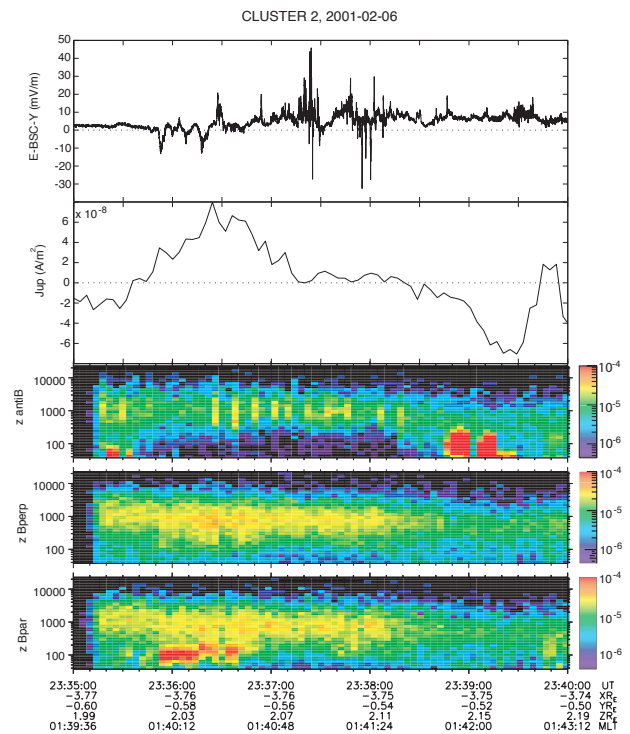 CLUSTER 2, 2001-02-06
E-BSC-Y (mV/m)
50
40
30
20
10
0
-10
-20
-30
x 10^-8
Jup (A/m²)
6
4
2
0
-2
-4
-6
z antiB
10000
1000
100
10^-4
10^-5
10^-6
z Bperp
10000
1000
100
10^-4
10^-5
10^-6
z Bpar
10000
1000
100
10^-4
10^-5
10^-6
23:35:00 23:36:00 23:37:00 23:38:00 23:39:00 23:40:00 UT
-3.77 -3.76 -3.76 -3.75 -3.75 -3.74 XR_E
-0.60 -0.58 -0.56 -0.54 -0.52 -0.50 YR_E
1.99 2.03 2.07 2.11 2.15 2.19 ZR_E
01:39:36 01:40:12 01:40:48 01:41:24 01:42:00 01:43:12 MLT